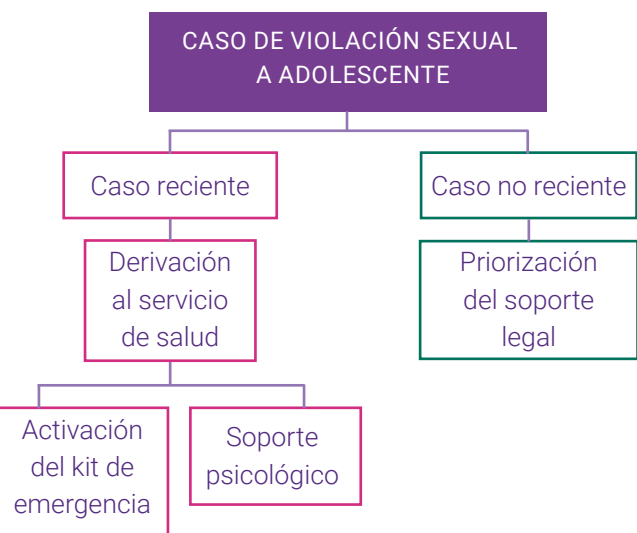 CASO DE VIOLACIÓN SEXUAL
A ADOLESCENTE
Caso reciente
Caso no reciente
Derivación
al servicio
de salud
Priorización
del soporte
legal
Activación
del kit de
emergencia
Soporte
psicológico